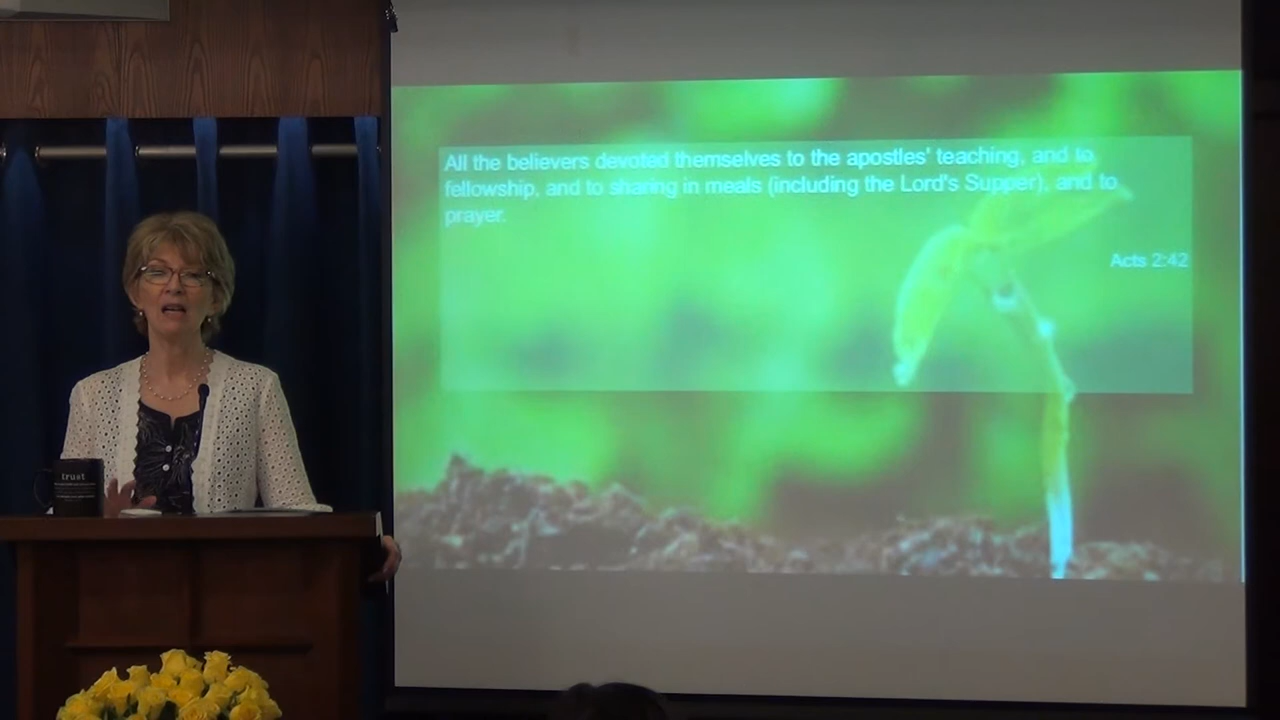 All the believers devoted themselves to the apostles' teaching, and to
fellowship, and to sharing in meals (including the Lord's Supper), and to
prayer.
Acts 2:42
trust